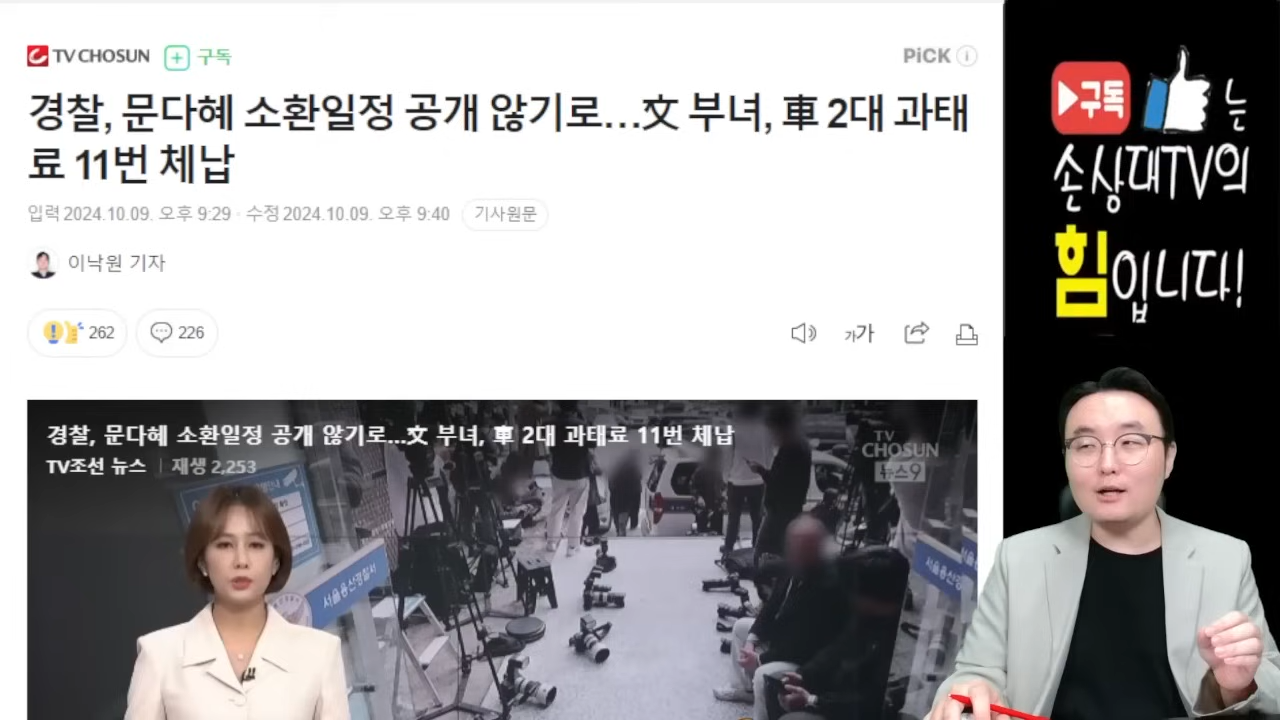 TV CHOSUN
구독
PiCK
경찰, 문다혜 소환일정 공개 않기로…文 부녀, 車 2대 과태
료 11번 체납
입력 2024.10.09. 오후 9:29 · 수정 2024.10.09. 오후 9:40
기사원문
이낙원 기자
262
226
가가
경찰, 문다혜 소환일정 공개 않기로...文 부녀, 車 2대 과태료 11번 체납
TV조선 뉴스
재생 2,253
TV
CHOSUN
뉴스9
서울용산경찰서
구독
는
손상대TV의
힘입니다!